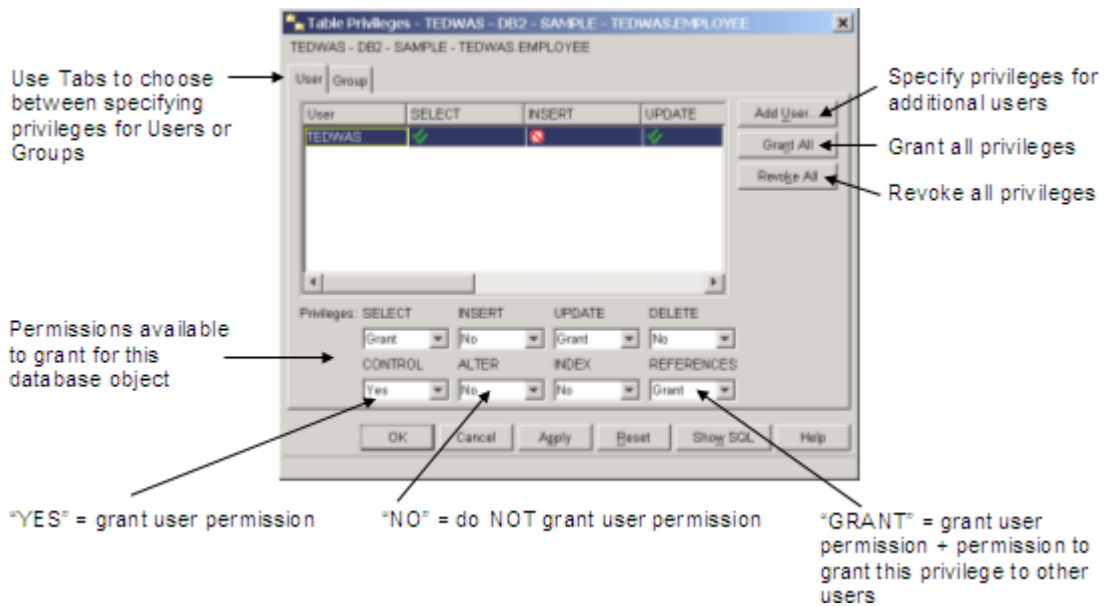 Table Privileges - TEDWAS - DB2 - SAMPLE - TEDWAS.EMPLOYEE
TEDWAS - DB2 - SAMPLE - TEDWAS.EMPLOYEE
Use Tabs to choose
between specifying
privileges for Users or
Groups
User Group
User SELECT INSERT UPDATE
TEDWAS
Add User...
Grant All
Revoke All
Specify privileges for
additional users
Grant all privileges
Revoke all privileges
Permissions available
to grant for this
database object
Privileges: SELECT INSERT UPDATE DELETE
Grant No Grant No
CONTROL ALTER INDEX REFERENCES
Yes No No Grant
OK Cancel Apply Reset Show SQL Help
"YES" = grant user permission
"NO" = do NOT grant user permission
"GRANT" = grant user
permission + permission to
grant this privilege to other
users